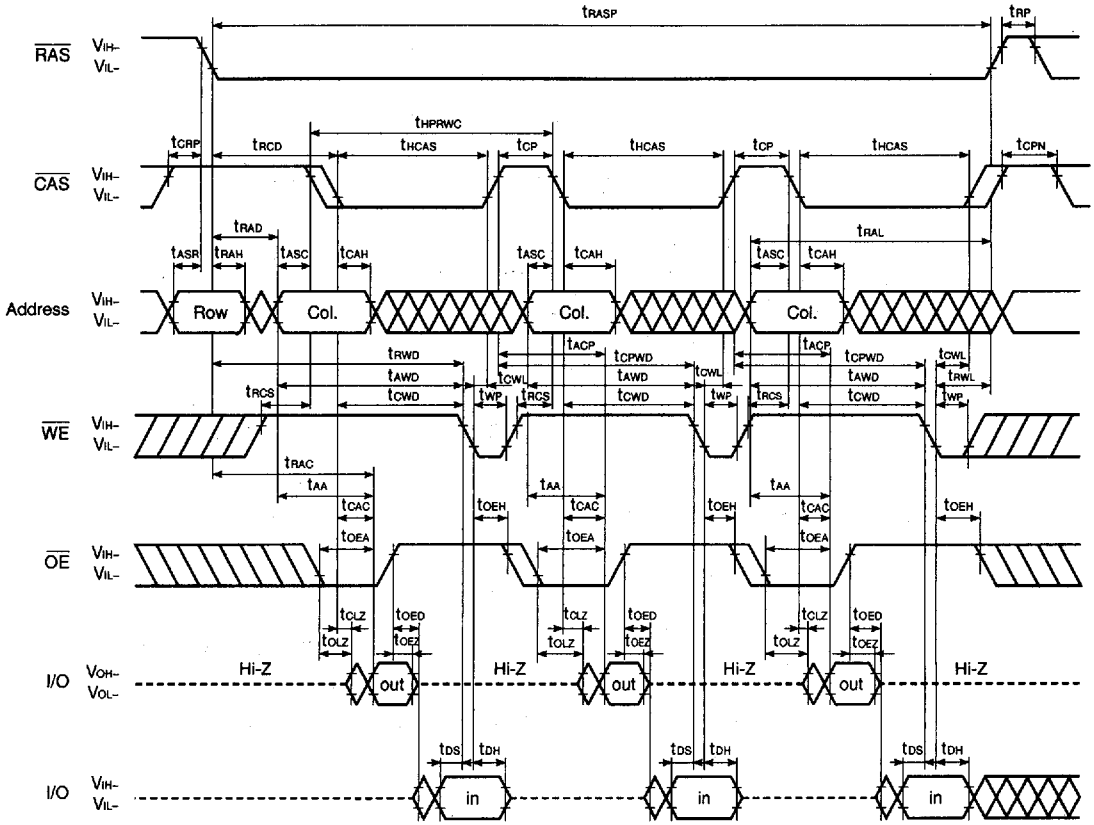 tRASP tRP
RAS VIH– VIL–
tHPRWC
tCRP tRCD tHCAS tCP tHCAS tCP tHCAS tCPN
CAS VIH– VIL–
tRAD tRAL
tASR tRAH tASC tCAH tASC tCAH tASC tCAH
Address VIH– VIL– Row Col. Col. Col.
tACP tACP
tRWD tCPWD tCPWD tCWL
tAWD tCWL tAWD tCWL tAWD tRWL
tRCS tCWD tWP tRCS tCWD tWP tRCS tCWD tWP
WE VIH– VIL–
tRAC
tAA tAA tAA
tCAC tOEH tCAC tOEH tCAC tOEH
tOEA tOEA tOEA
OE VIH– VIL–
tCLZ tOED tCLZ tOED tCLZ tOED
tOLZ tOEZ tOLZ tOEZ tOLZ tOEZ
I/O VOH– VOL– Hi-Z out Hi-Z out Hi-Z out Hi-Z
tDS tDH tDS tDH tDS tDH
I/O VIH– VIL– in in in